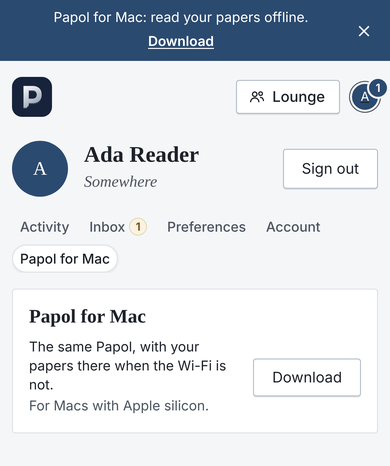 Papol for Mac: read your papers offline.
Download
P
Lounge
A
1
A
Ada Reader
Somewhere
Sign out
Activity
Inbox 1
Preferences
Account
Papol for Mac
Papol for Mac
The same Papol, with your
papers there when the Wi-Fi is
not.
For Macs with Apple silicon.
Download